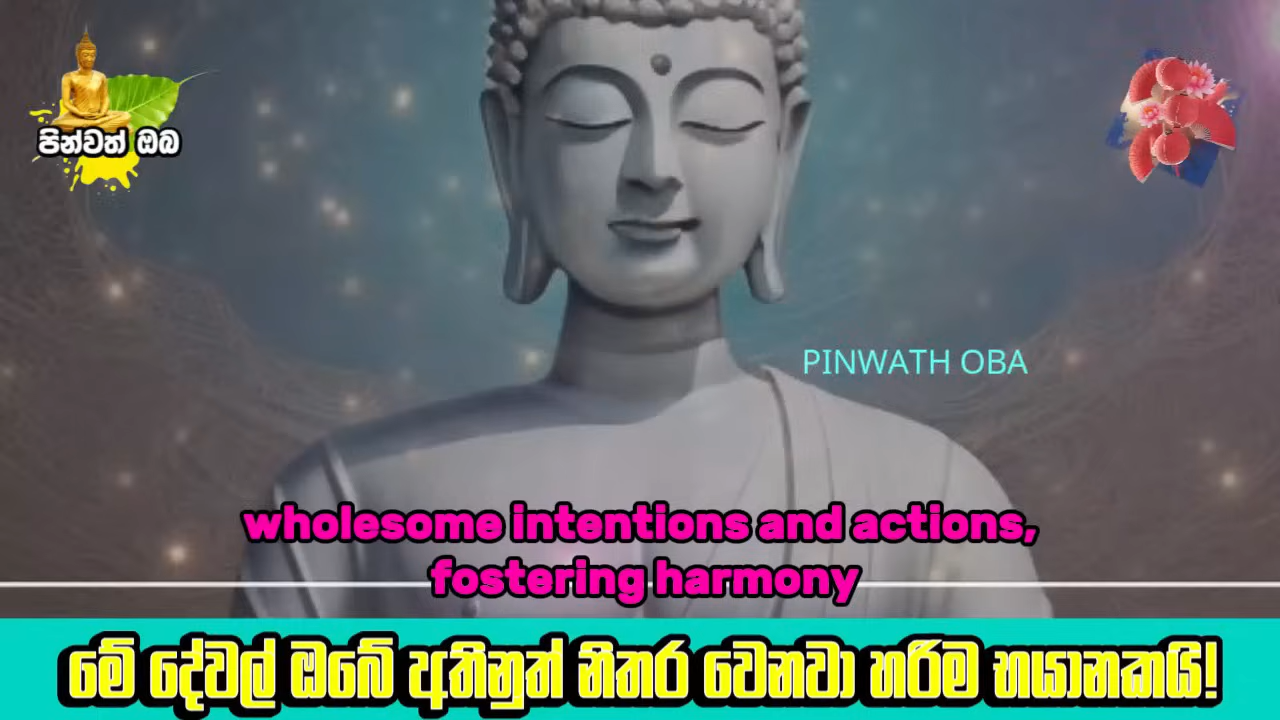 පින්වත් ඔබ
PINWATH OBA
wholesome intentions and actions,
fostering harmony
මේ දේවල් ඔබේ අතිනුත් නිතර වෙනවා හරිම භයානකයි!